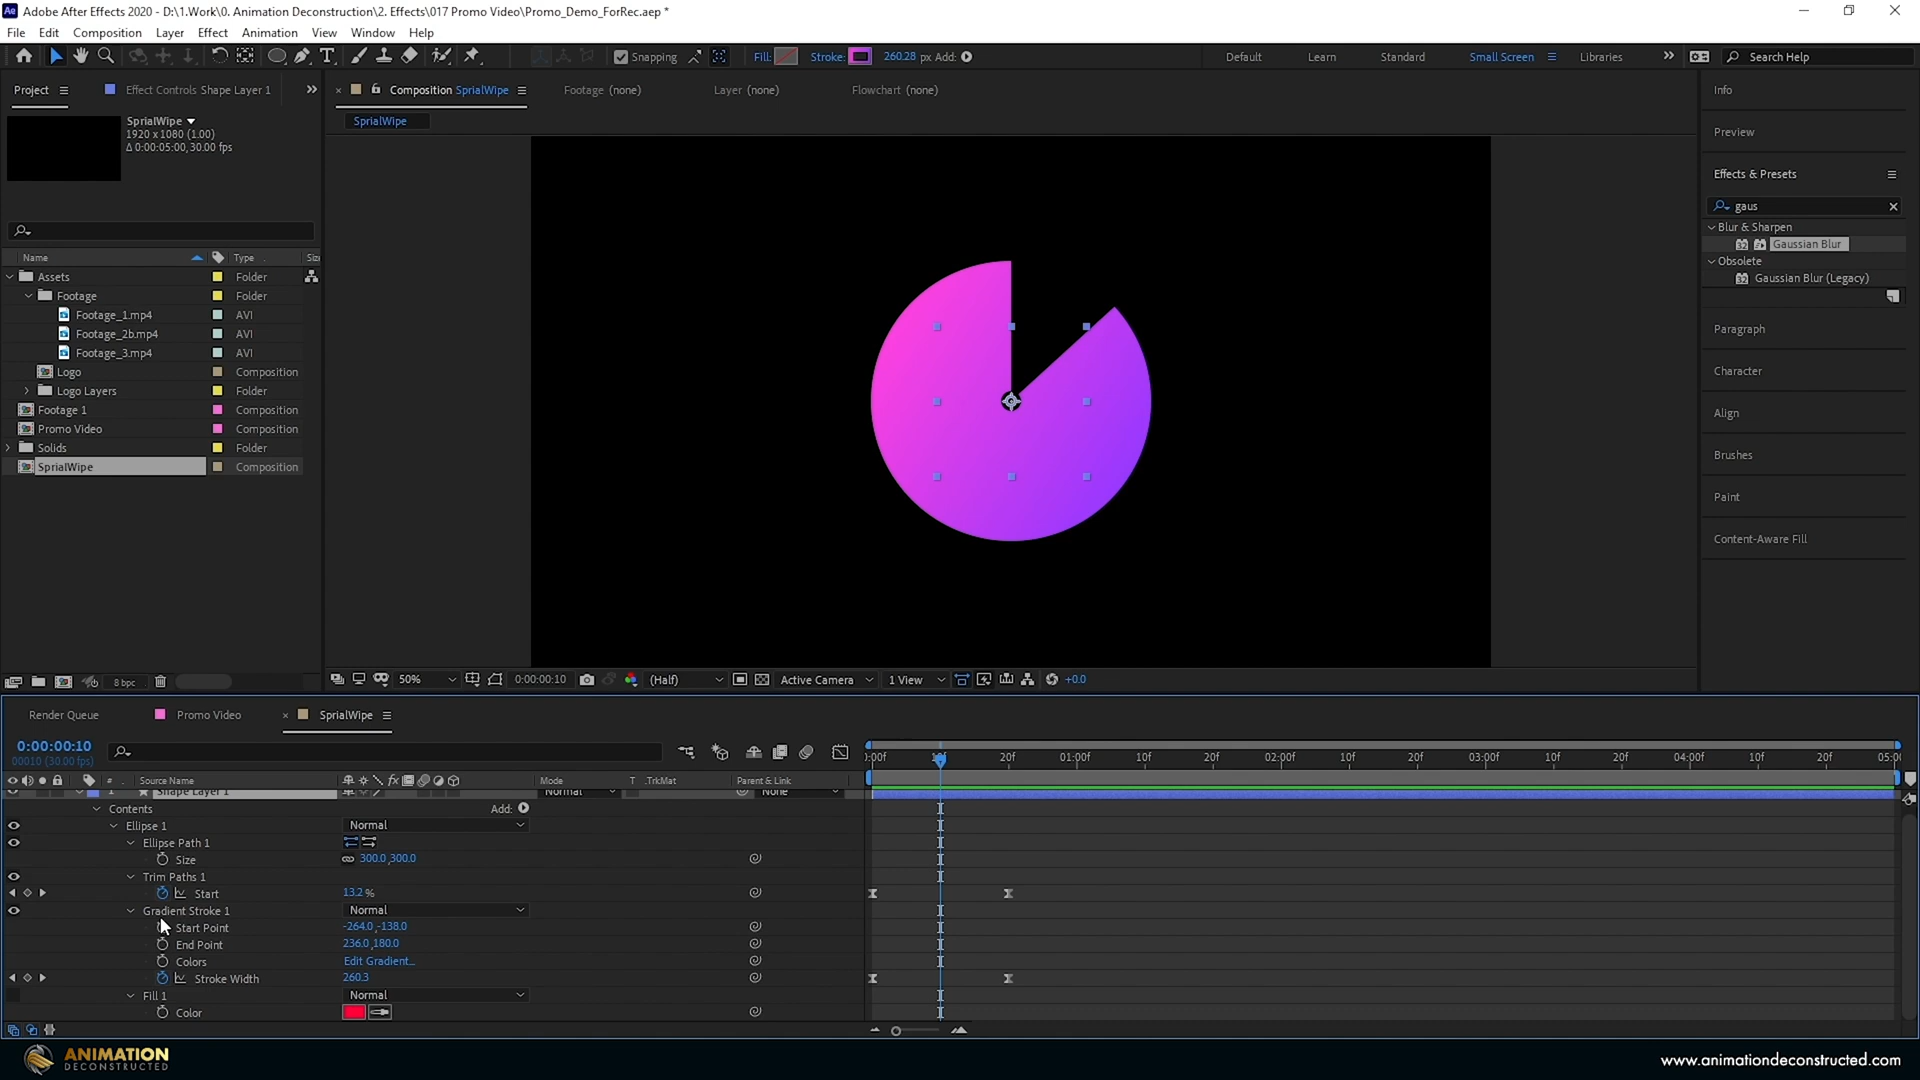 Ae Adobe After Effects 2020 - D:\1.Work\0. Animation Deconstruction\2. Effects\017 Promo Video\Promo_Demo_ForRec.aep *
File Edit Composition Layer Effect Animation View Window Help
Snapping Fill: Stroke: 260.28 px Add: Default Learn Standard Small Screen Libraries Search Help
Project Effect Controls Shape Layer 1 Composition SprialWipe Footage (none) Layer (none) Flowchart (none) Info
SprialWipe
SprialWipe
1920 x 1080 (1.00)
Δ 0:00:05:00, 30.00 fps
Preview
Effects & Presets
gaus
Blur & Sharpen
Gaussian Blur
Obsolete
Gaussian Blur (Legacy)
Paragraph
Character
Align
Brushes
Paint
Content-Aware Fill
Name Type Siz
Assets Folder
Footage Folder
Footage_1.mp4 AVI
Footage_2b.mp4 AVI
Footage_3.mp4 AVI
Logo Composition
Logo Layers Folder
Footage 1 Composition
Promo Video Composition
Solids Folder
SprialWipe Composition
8 bpc
50% 0:00:00:10 (Half) Active Camera 1 View +0.0
Render Queue Promo Video SprialWipe
0:00:00:10
00010 (30.00 fps)
:00f 10f 20f 01:00f 10f 20f 02:00f 10f 20f 03:00f 10f 20f 04:00f 10f 20f 05:00
# Source Name Mode T .TrkMat Parent & Link
1 Shape Layer 1 Normal None
Contents Add:
Ellipse 1 Normal
Ellipse Path 1
Size 300.0,300.0
Trim Paths 1
Start 13.2 %
Gradient Stroke 1 Normal
Start Point -264.0,-138.0
End Point 236.0,180.0
Colors Edit Gradient...
Stroke Width 260.3
Fill 1 Normal
Color
ANIMATION
DECONSTRUCTED
www.animationdeconstructed.com